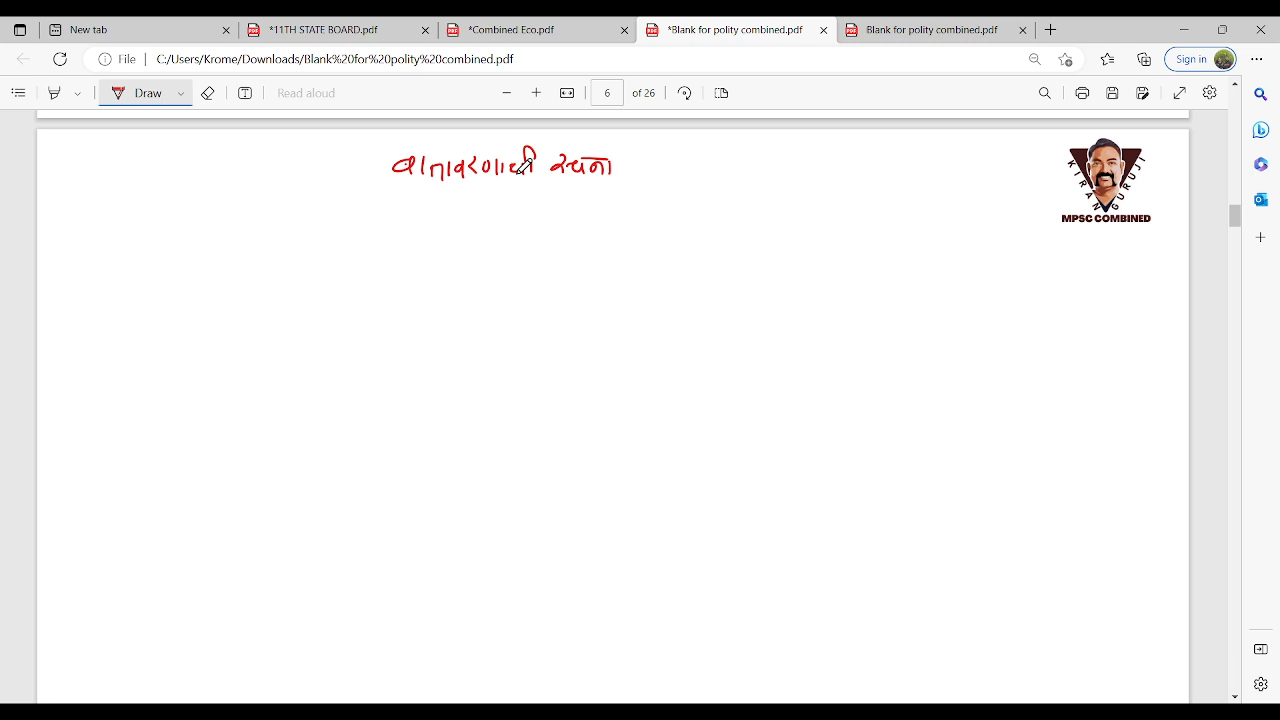 New tab
*11TH STATE BOARD.pdf
*Combined Eco.pdf
*Blank for polity combined.pdf
Blank for polity combined.pdf
File C:/Users/Krome/Downloads/Blank%20for%20polity%20combined.pdf
Sign in
Draw
Read aloud
6 of 26
वातावरणाची रचना
KIRAN GURUJI
MPSC COMBINED